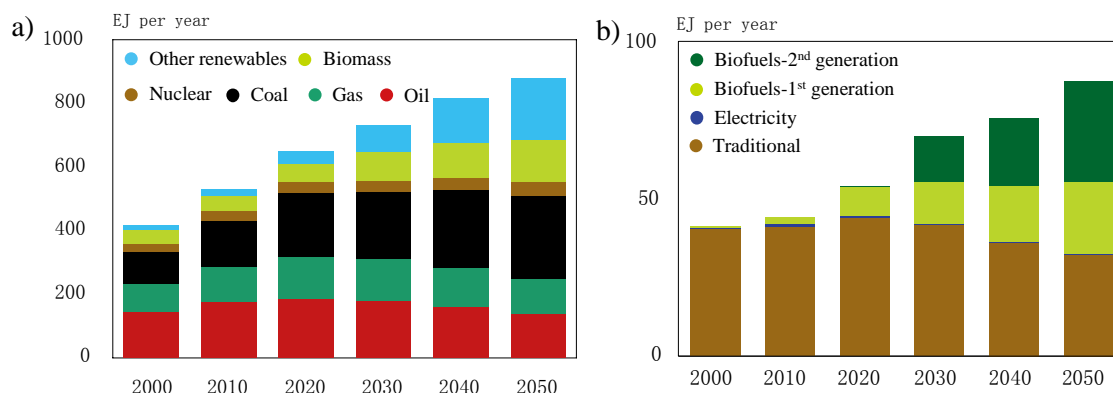 a)
EJ per year
1000
800
600
400
200
0
Other renewables
Biomass
Nuclear
Coal
Gas
Oil
2000 2010 2020 2030 2040 2050
b)
EJ per year
100
50
0
Biofuels-2nd generation
Biofuels-1st generation
Electricity
Traditional
2000 2010 2020 2030 2040 2050